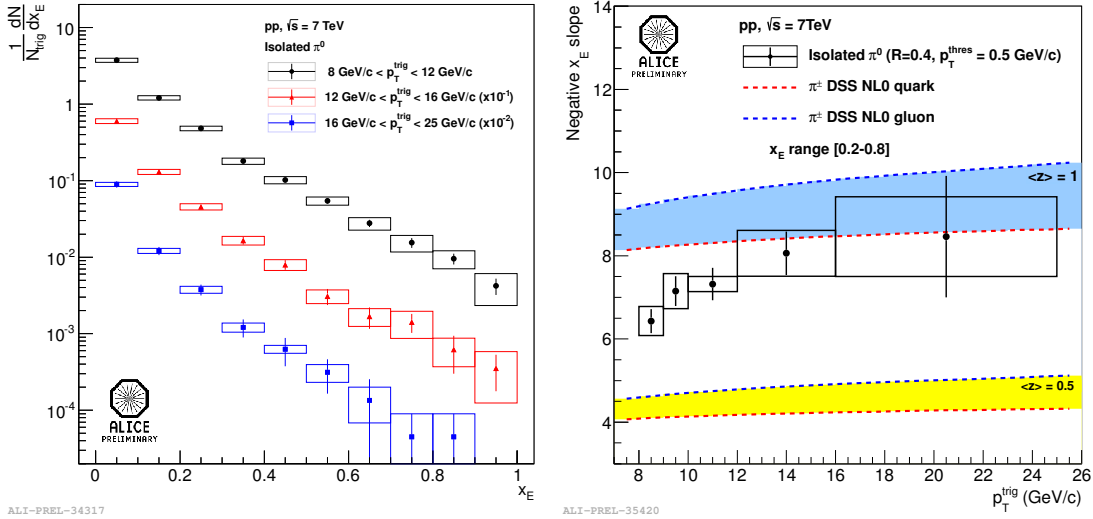 pp, √s = 7 TeV
Isolated π⁰
8 GeV/c < p_T^trig < 12 GeV/c
12 GeV/c < p_T^trig < 16 GeV/c (x10⁻¹)
16 GeV/c < p_T^trig < 25 GeV/c (x10⁻²)
1/N_trig dN/dx_E
10
1
10⁻¹
10⁻²
10⁻³
10⁻⁴
ALICE
PRELIMINARY
0 0.2 0.4 0.6 0.8 1
x_E
ALI-PREL-34317
Negative x_E slope
14
12
10
8
6
4
ALICE
PRELIMINARY
pp, √s = 7TeV
Isolated π⁰ (R=0.4, p_T^thres = 0.5 GeV/c)
π± DSS NL0 quark
π± DSS NL0 gluon
x_E range [0.2-0.8]
<z> = 1
<z> = 0.5
8 10 12 14 16 18 20 22 24 26
p_T^trig (GeV/c)
ALI-PREL-35420